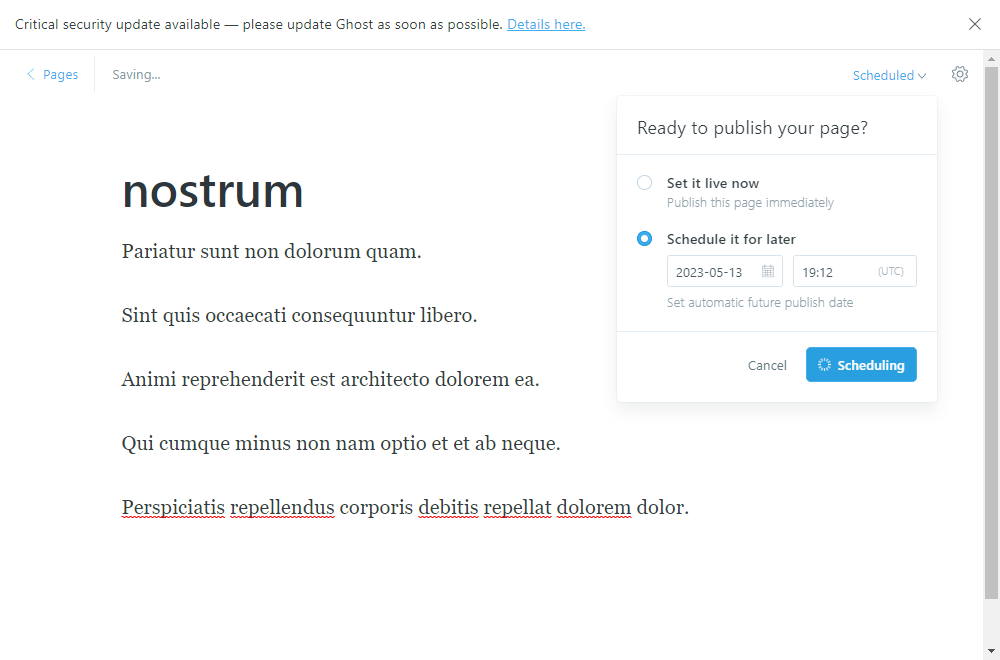 Critical security update available — please update Ghost as soon as possible. Details here.
Pages
Saving...
Scheduled
Ready to publish your page?
Set it live now
Publish this page immediately
Schedule it for later
2023-05-13
19:12 (UTC)
Set automatic future publish date
Cancel
Scheduling
nostrum
Pariatur sunt non dolorum quam.
Sint quis occaecati consequuntur libero.
Animi reprehenderit est architecto dolorem ea.
Qui cumque minus non nam optio et et ab neque.
Perspiciatis repellendus corporis debitis repellat dolorem dolor.